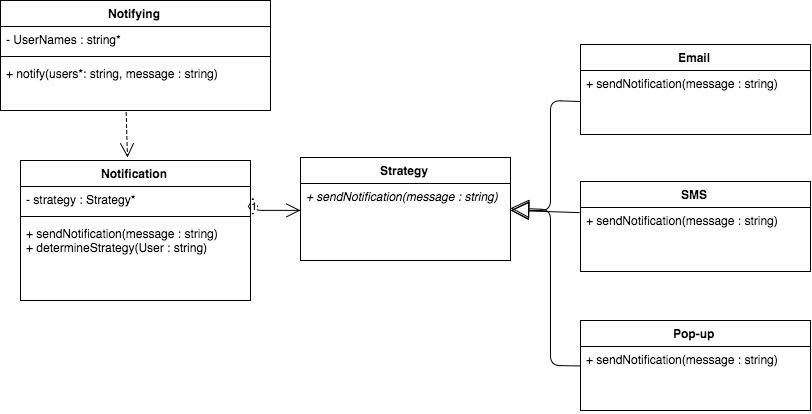 Notifying
- UserNames : string*
+ notify(users*: string, message : string)
Notification
- strategy : Strategy*
+ sendNotification(message : string)
+ determineStrategy(User : string)
1
Strategy
+ sendNotification(message : string)
Email
+ sendNotification(message : string)
SMS
+ sendNotification(message : string)
Pop-up
+ sendNotification(message : string)